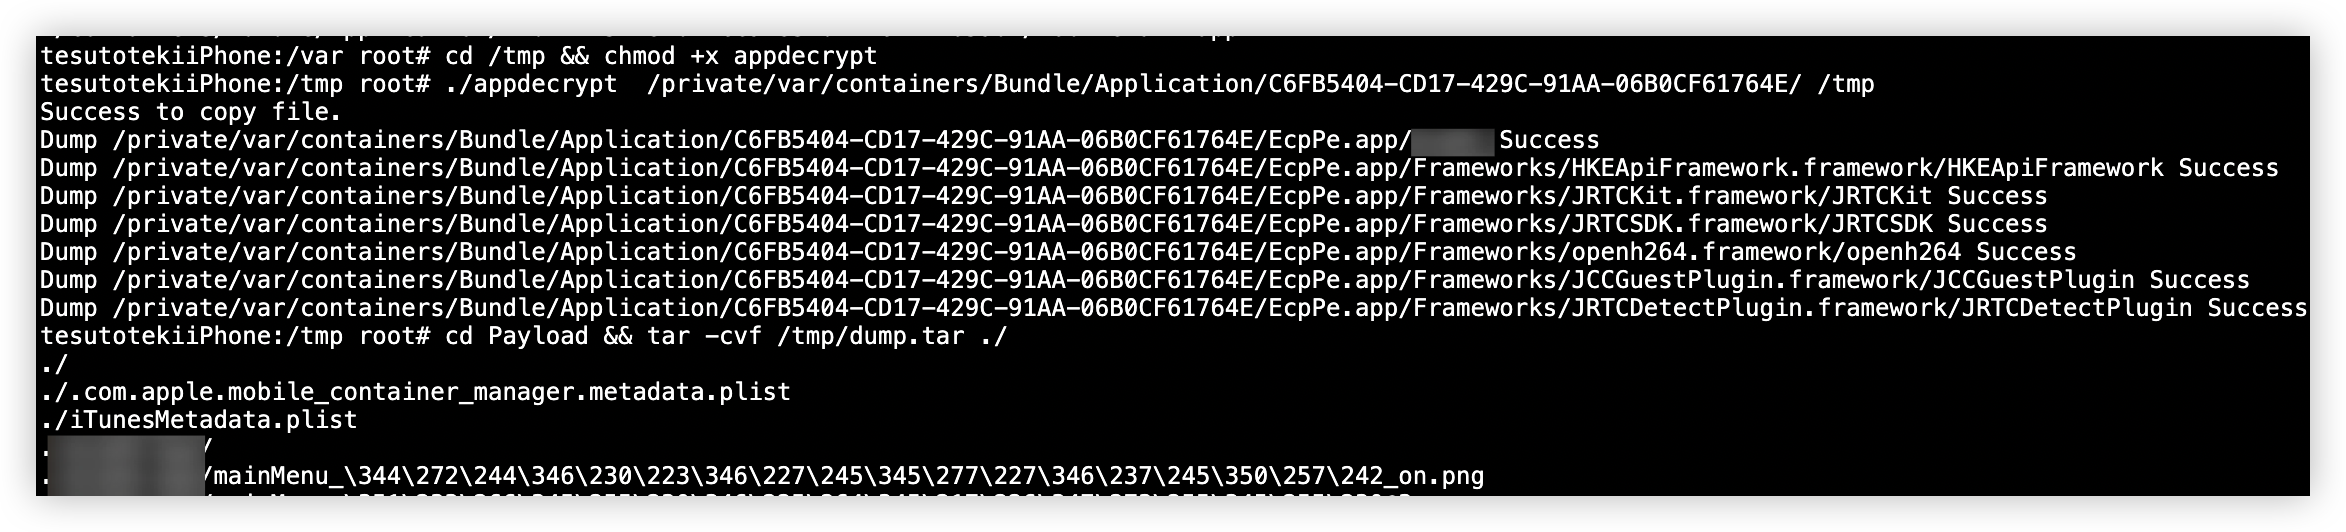 tesutotekiiPhone:/var root# cd /tmp && chmod +x appdecrypt
tesutotekiiPhone:/tmp root# ./appdecrypt  /private/var/containers/Bundle/Application/C6FB5404-CD17-429C-91AA-06B0CF61764E/ /tmp
Success to copy file.
Dump /private/var/containers/Bundle/Application/C6FB5404-CD17-429C-91AA-06B0CF61764E/EcpPe.app/ Success
Dump /private/var/containers/Bundle/Application/C6FB5404-CD17-429C-91AA-06B0CF61764E/EcpPe.app/Frameworks/HKEApiFramework.framework/HKEApiFramework Success
Dump /private/var/containers/Bundle/Application/C6FB5404-CD17-429C-91AA-06B0CF61764E/EcpPe.app/Frameworks/JRTCKit.framework/JRTCKit Success
Dump /private/var/containers/Bundle/Application/C6FB5404-CD17-429C-91AA-06B0CF61764E/EcpPe.app/Frameworks/JRTCSDK.framework/JRTCSDK Success
Dump /private/var/containers/Bundle/Application/C6FB5404-CD17-429C-91AA-06B0CF61764E/EcpPe.app/Frameworks/openh264.framework/openh264 Success
Dump /private/var/containers/Bundle/Application/C6FB5404-CD17-429C-91AA-06B0CF61764E/EcpPe.app/Frameworks/JCCGuestPlugin.framework/JCCGuestPlugin Success
Dump /private/var/containers/Bundle/Application/C6FB5404-CD17-429C-91AA-06B0CF61764E/EcpPe.app/Frameworks/JRTCDetectPlugin.framework/JRTCDetectPlugin Success
tesutotekiiPhone:/tmp root# cd Payload && tar -cvf /tmp/dump.tar ./
./
./.com.apple.mobile_container_manager.metadata.plist
./iTunesMetadata.plist
. /
. /mainMenu_\344\272\244\346\230\223\346\227\245\345\277\227\346\237\245\350\257\242_on.png